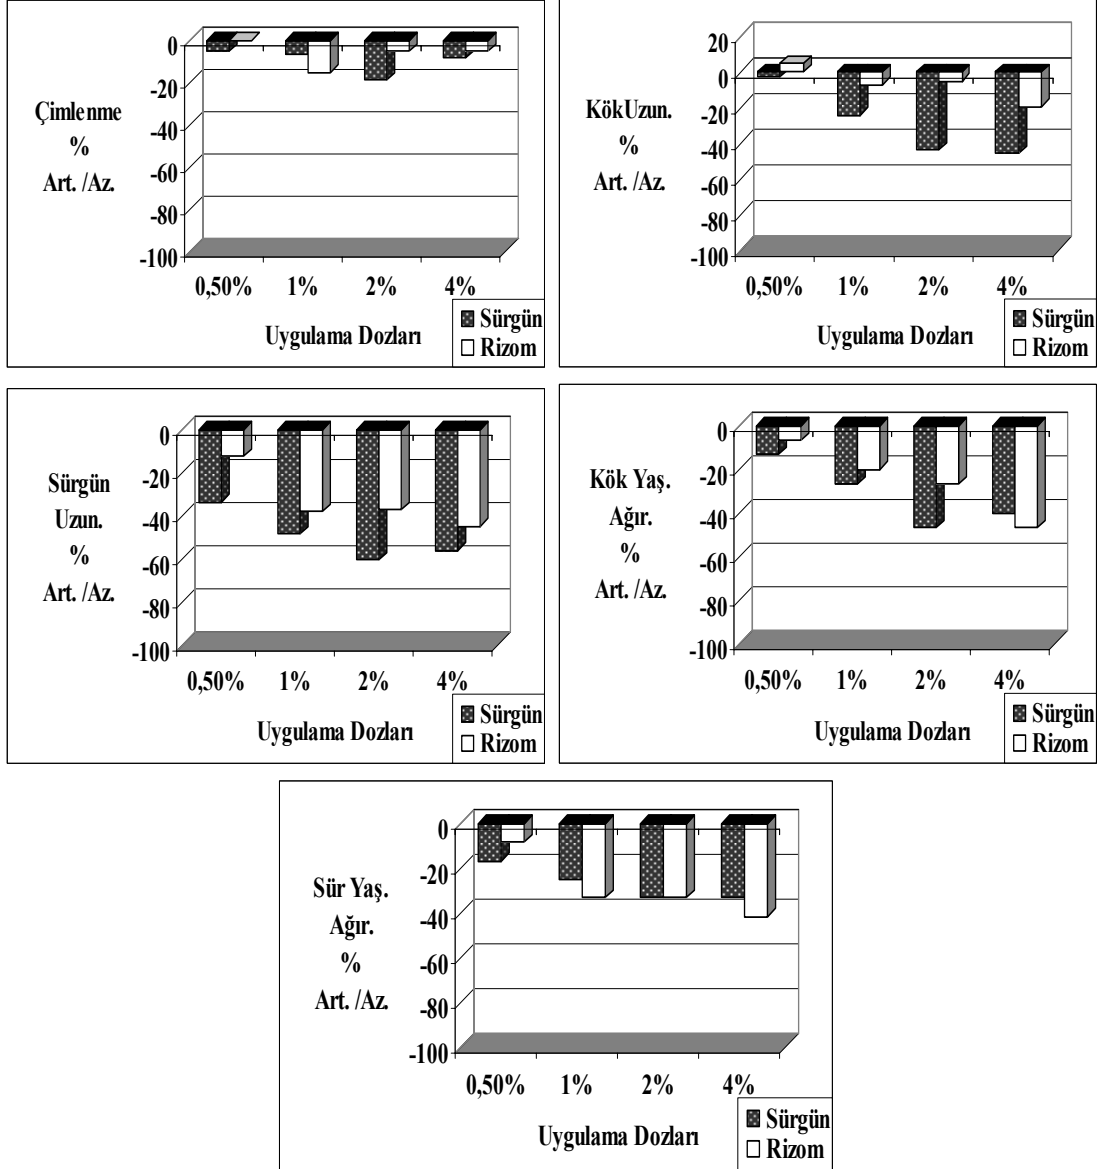 0
-20
-40
-60
-80
-100
Çimlenme
%
Art. /Az.
0,50% 1% 2% 4%
Uygulama Dozları
Sürgün
Rizom
20
0
-20
-40
-60
-80
-100
KökUzun.
%
Art. /Az.
0,50% 1% 2% 4%
Uygulama Dozları
Sürgün
Rizom
0
-20
-40
-60
-80
-100
Sürgün
Uzun.
%
Art. /Az.
0,50% 1% 2% 4%
Uygulama Dozları
Sürgün
Rizom
0
-20
-40
-60
-80
-100
Kök Yaş.
Ağır.
%
Art. /Az.
0,50% 1% 2% 4%
Uygulama Dozları
Sürgün
Rizom
0
-20
-40
-60
-80
-100
Sür Yaş.
Ağır.
%
Art. /Az.
0,50% 1% 2% 4%
Uygulama Dozları
Sürgün
Rizom